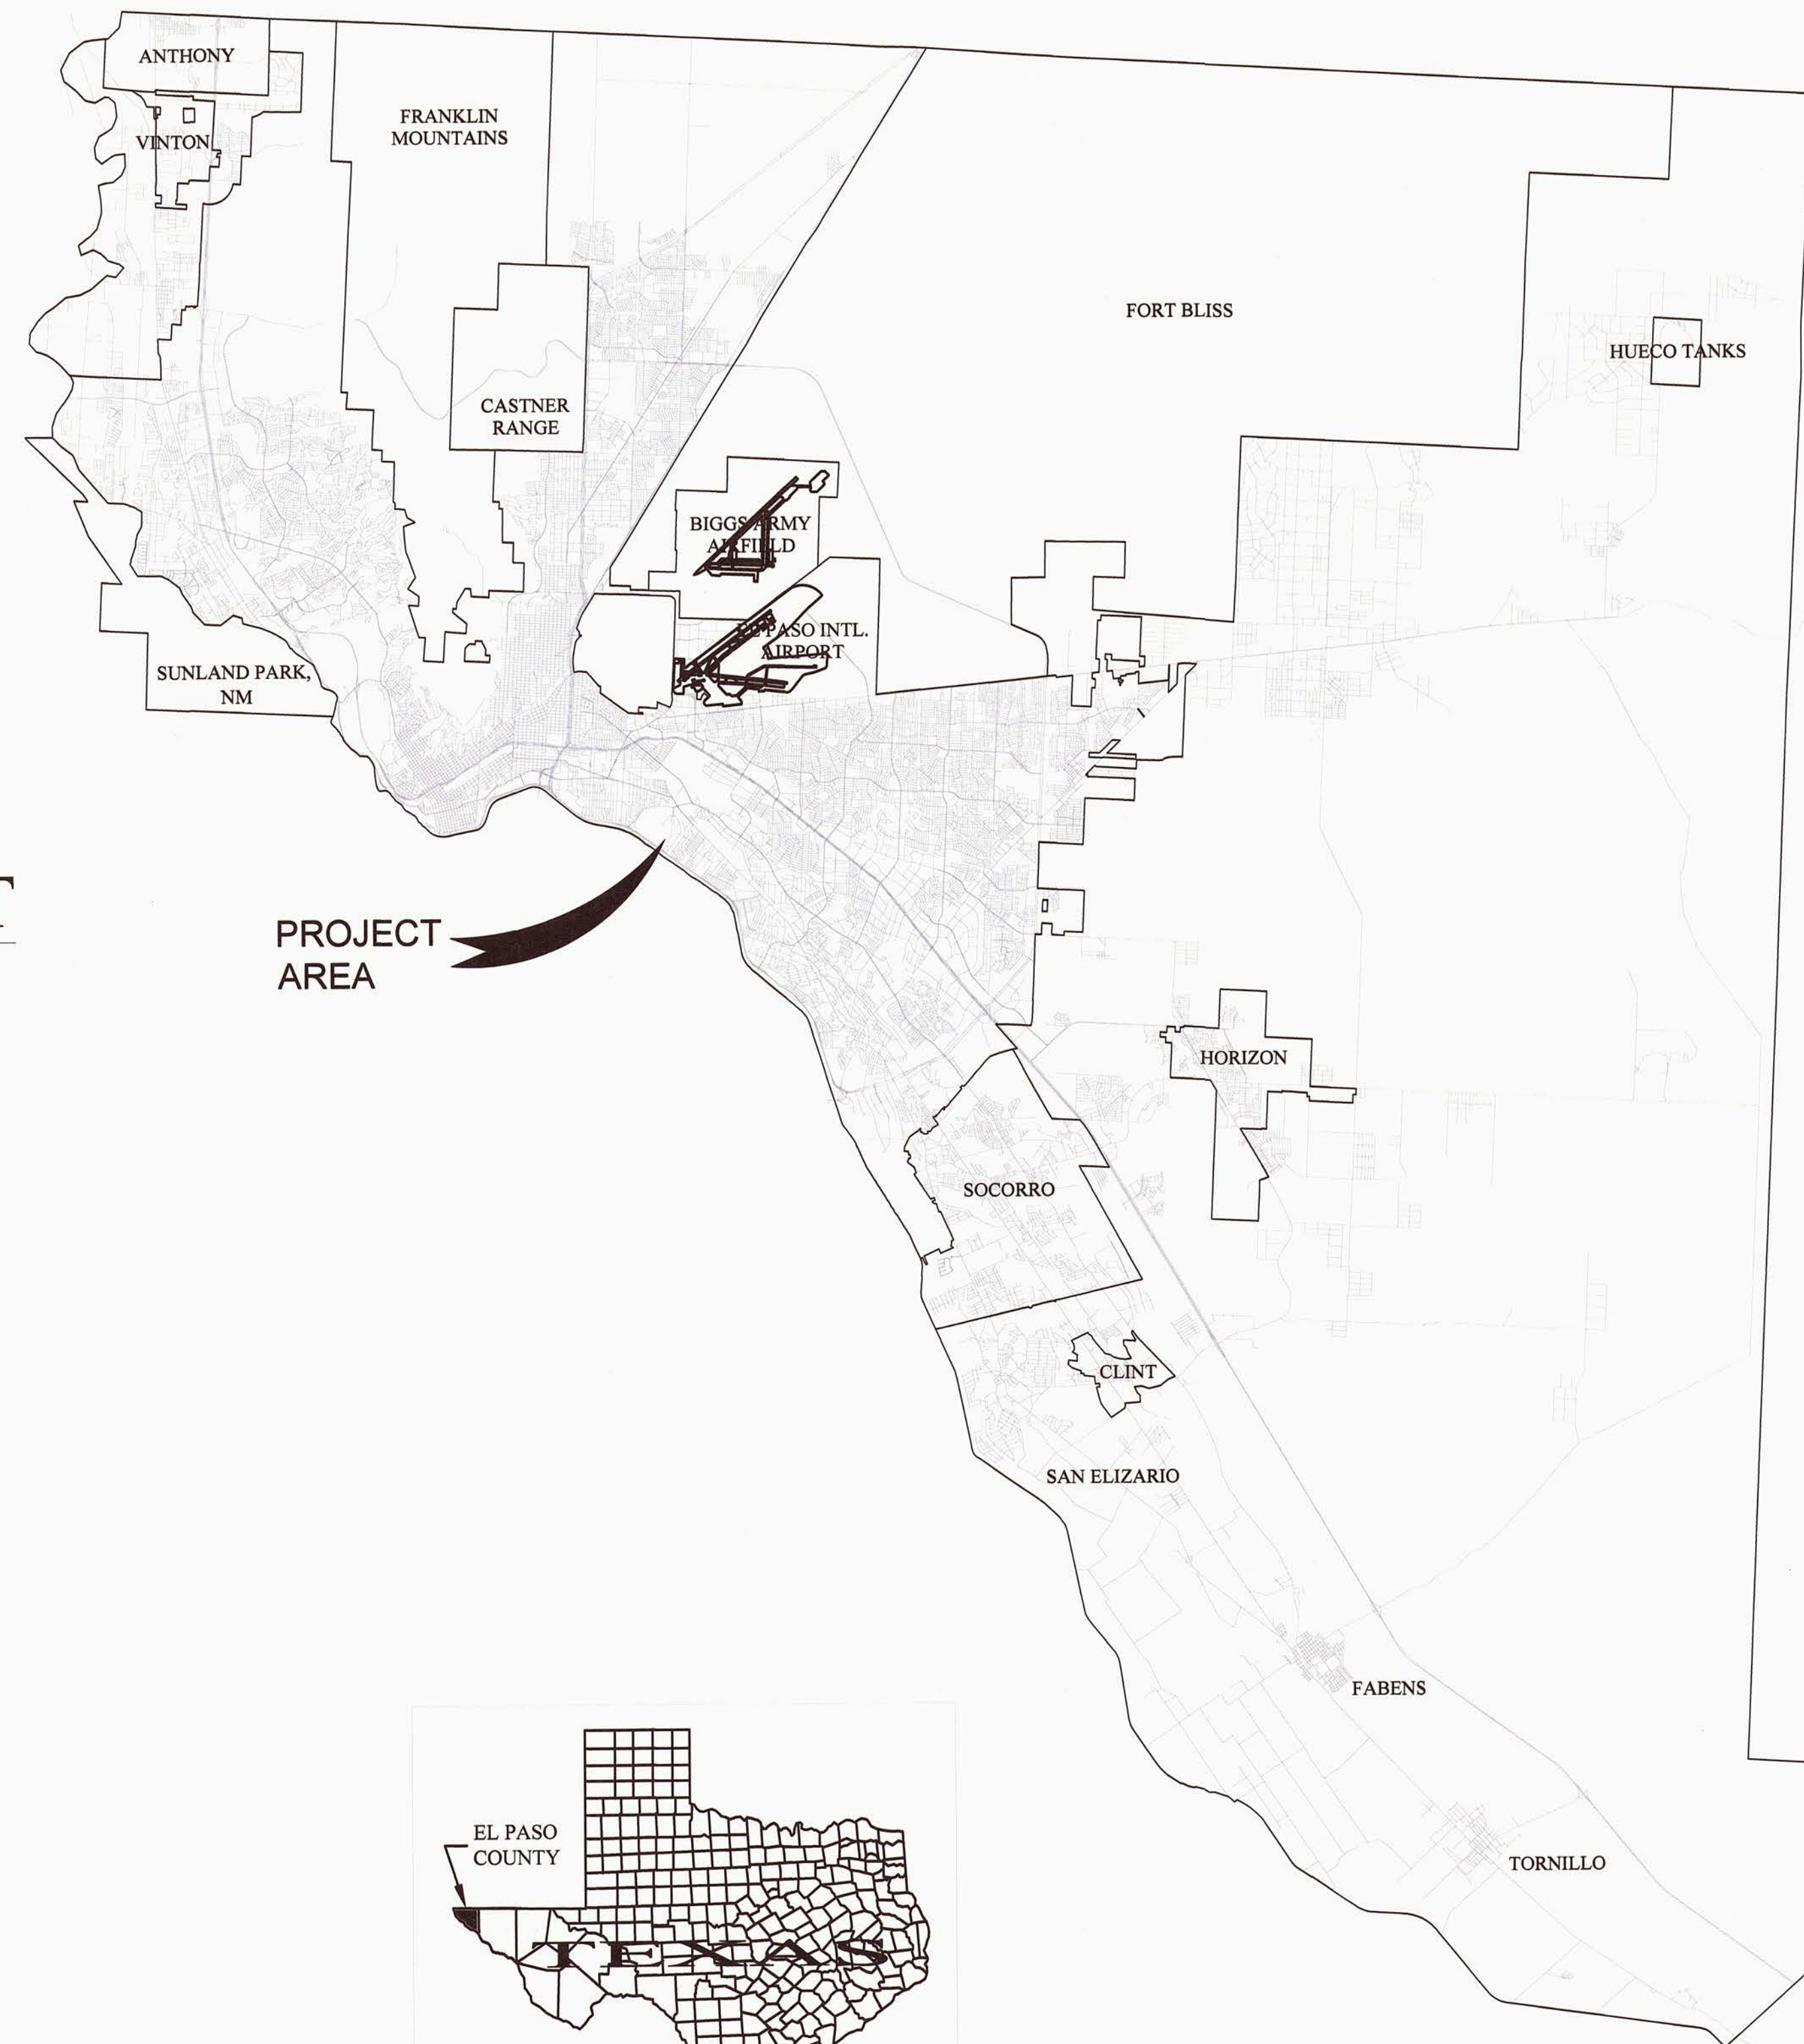 ANTHONY
VINTON
FRANKLIN
MOUNTAINS
FORT BLISS
HUECO TANKS
CASTNER
RANGE
BIGGS ARMY
AIRFIELD
EL PASO INTL.
AIRPORT
SUNLAND PARK,
NM
PROJECT
AREA
HORIZON
SOCORRO
CLINT
SAN ELIZARIO
FABENS
TORNILLO
EL PASO
COUNTY
TEXAS